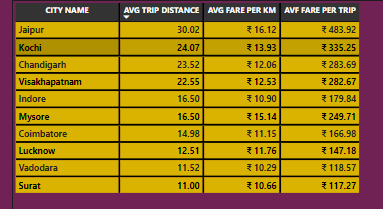 CITY NAME AVG TRIP DISTANCE AVG FARE PER KM AVF FARE PER TRIP
Jaipur 30.02 ₹ 16.12 ₹ 483.92
Kochi 24.07 ₹ 13.93 ₹ 335.25
Chandigarh 23.52 ₹ 12.06 ₹ 283.69
Visakhapatnam 22.55 ₹ 12.53 ₹ 282.67
Indore 16.50 ₹ 10.90 ₹ 179.84
Mysore 16.50 ₹ 15.14 ₹ 249.71
Coimbatore 14.98 ₹ 11.15 ₹ 166.98
Lucknow 12.51 ₹ 11.76 ₹ 147.18
Vadodara 11.52 ₹ 10.29 ₹ 118.57
Surat 11.00 ₹ 10.66 ₹ 117.27